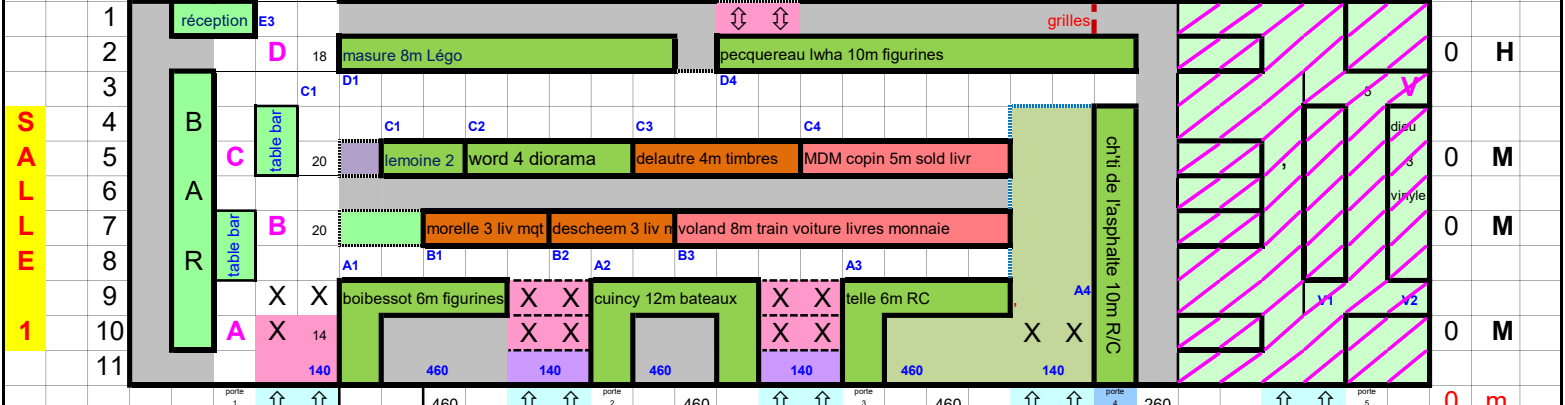 1 réception E3 ⇳ ⇳ grilles
2 D 18 masure 8m Légo pecquereau lwha 10m figurines 0 H
3 C1 D1 D4 5 V
S 4 B table bar C1 C2 C3 C4 dieu
A 5 C 20 lemoine 2 word 4 diorama delautre 4m timbres MDM copin 5m sold livr , 3 0 M
L 6 A vinyle
L 7 table bar B 20 morelle 3 liv mqt descheem 3 liv m voland 8m train voiture livres monnaie 0 M
E 8 R A1 B1 B2 A2 B3 A3
9 X X boibessot 6m figurines X X cuincy 12m bateaux X X telle 6m RC , A4 V1 V2
1 10 A X 14 X X X X X X ch'ti de l'asphalte 10m R/C 0 M
11 140 460 140 460 140 460 140
porte 1 ⇳ ⇳ 460 porte 2 460 porte 3 460 ⇳ ⇳ porte 4 260 ⇳ ⇳ porte 5 0 m